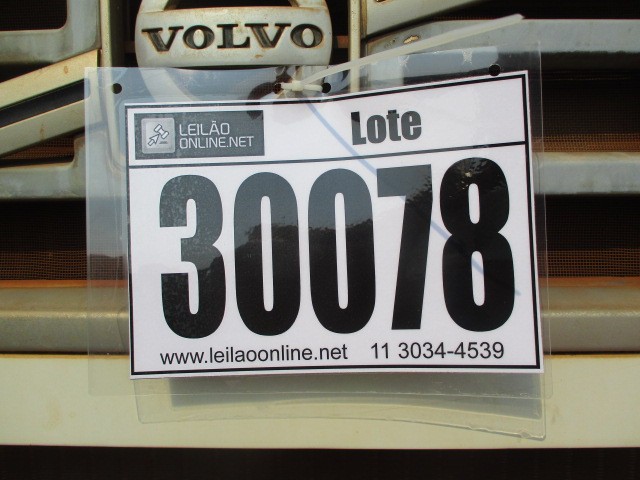 VOLVO
LEILÃO
ONLINE.NET
Lote
30078
www.leilaoonline.net 11 3034-4539